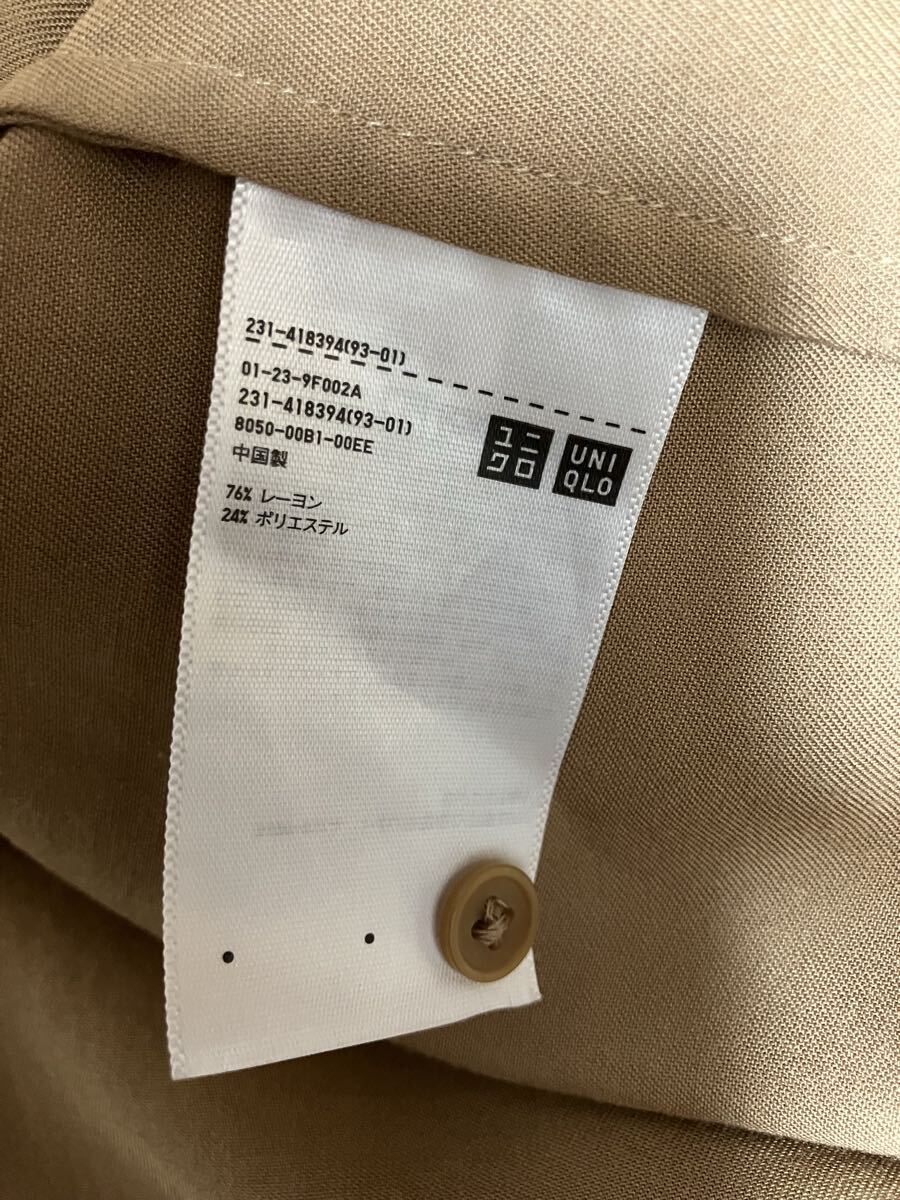 231-418394(93-01)
01-23-9F002A
231-418394(93-01)
8050-00B1-00EE
中国製
76% レーヨン
24% ポリエステル
ユニ
クロ
UNI
QLO